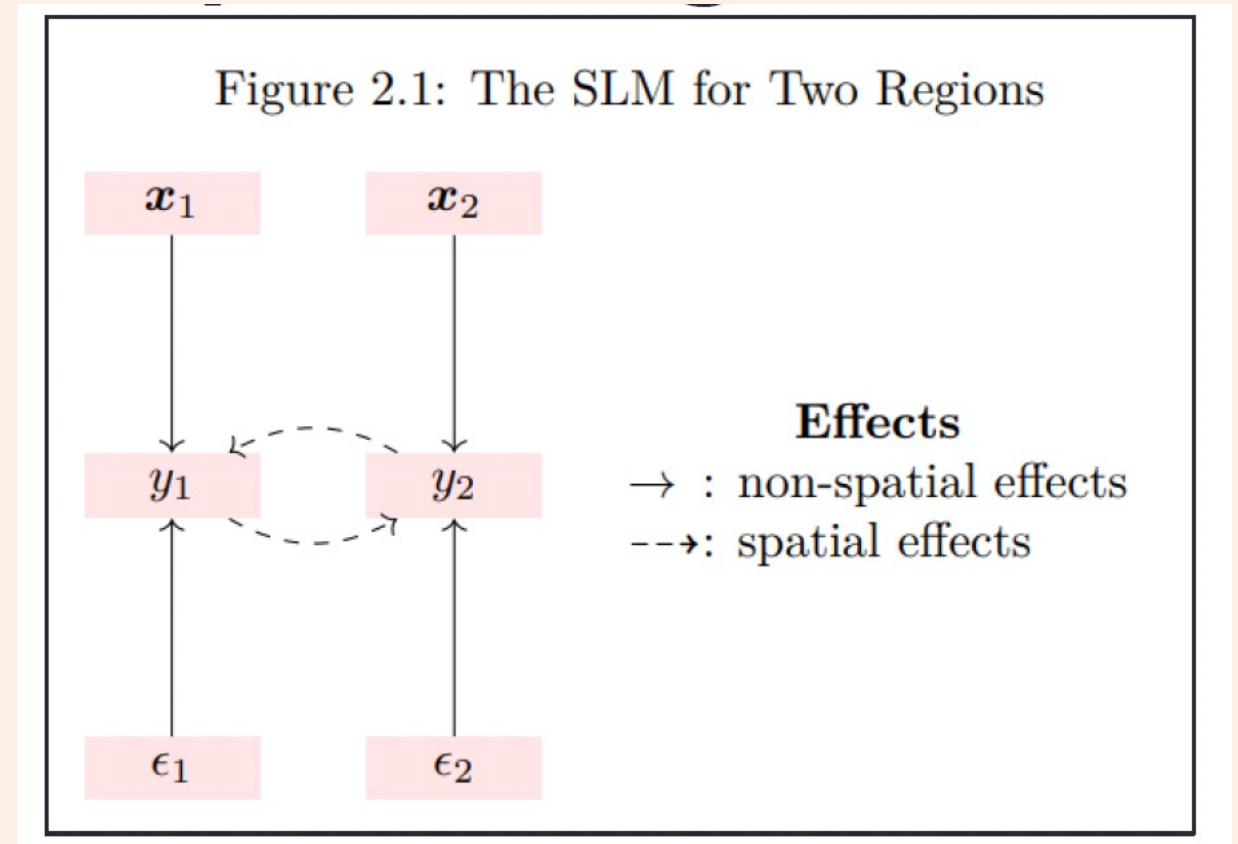 Figure 2.1: The SLM for Two Regions
x1 x2
y1 y2
Effects
→ : non-spatial effects
--→: spatial effects
ϵ1 ϵ2